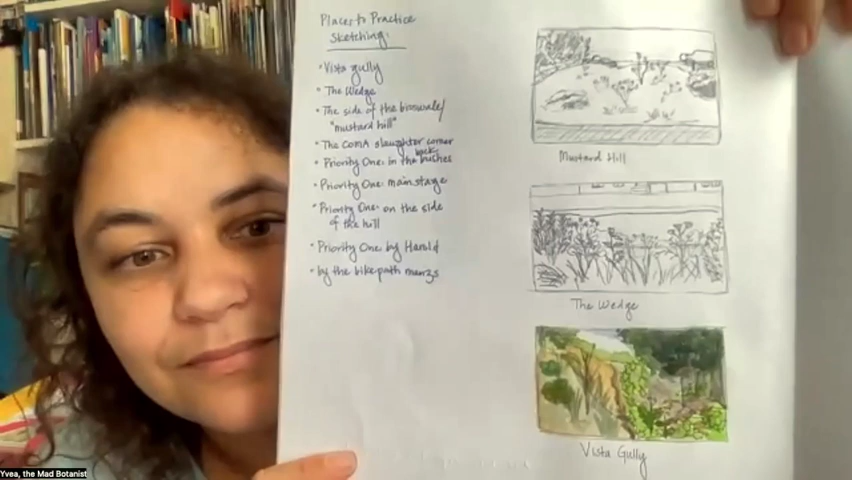 Places to Practice
Sketching:
• Vista gully
• The Wedge
• The side of the bioswale/
"mustard hill"
• The COMA slaughter corner
back
• Priority One: in the bushes
• Priority One: main stage
• Priority One: on the side
of the hill
• Priority One by Harold
• by the bike path
Mustard Hill
The Wedge
Vista Gully
Yvea, the Mad Botanist